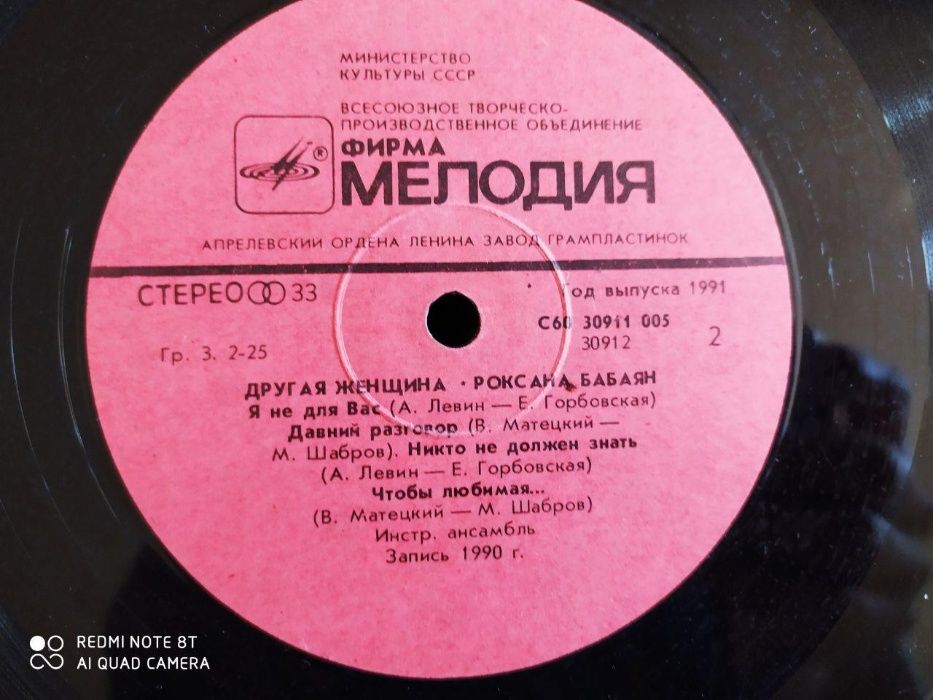 МИНИСТЕРСТВО
КУЛЬТУРЫ СССР
ВСЕСОЮЗНОЕ ТВОРЧЕСКО-
ПРОИЗВОДСТВЕННОЕ ОБЪЕДИНЕНИЕ
®
ФИРМА
МЕЛОДИЯ
АПРЕЛЕВСКИЙ ОРДЕНА ЛЕНИНА ЗАВОД ГРАМПЛАСТИНОК
СТЕРЕО 33
Год выпуска 1991
С60 30911 005
30912
2
Гр. 3. 2-25
ДРУГАЯ ЖЕНЩИНА • РОКСАНА БАБАЯН
Я не для Вас (А. Левин — Е. Горбовская)
Давний разговор (В. Матецкий —
М. Шабров). Никто не должен знать
(А. Левин — Е. Горбовская)
Чтобы любимая...
(В. Матецкий — М. Шабров)
Инстр. ансамбль
Запись 1990 г.
REDMI NOTE 8T
AI QUAD CAMERA